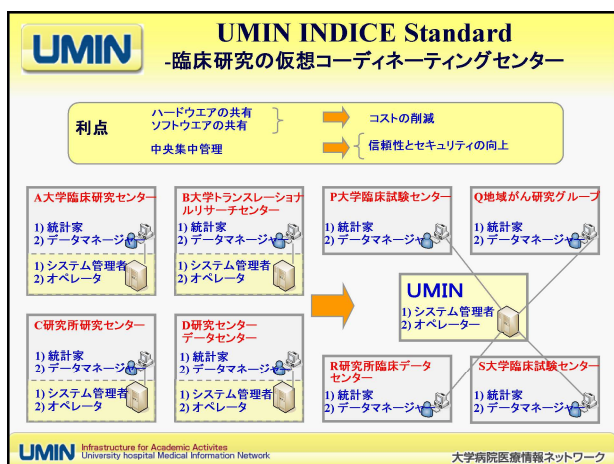 UMIN
UMIN INDICE Standard
-臨床研究の仮想コーディネーティングセンター
利点
ハードウエアの共有
ソフトウエアの共有
コストの削減
中央集中管理
信頼性とセキュリティの向上
A大学臨床研究センター
1) 統計家
2) データマネージャ
1) システム管理者
2) オペレータ
B大学トランスレーショナ
ルリサーチセンター
1) 統計家
2) データマネージャ
1) システム管理者
2) オペレータ
C研究所研究センター
1) 統計家
2) データマネージャ
1) システム管理者
2) オペレータ
D研究センター
データセンター
1) 統計家
2) データマネージャ
1) システム管理者
2) オペレータ
P大学臨床試験センター
1) 統計家
2) データマネージャ
Q地域がん研究グループ
1) 統計家
2) データマネージャ
UMIN
1) システム管理者
2) オペレーター
R研究所臨床データ
センター
1) 統計家
2) データマネージャ
S大学臨床試験センター
1) 統計家
2) データマネージャ
UMIN
Infrastructure for Academic Activites
University hospital Medical Information Network
大学病院医療情報ネットワーク